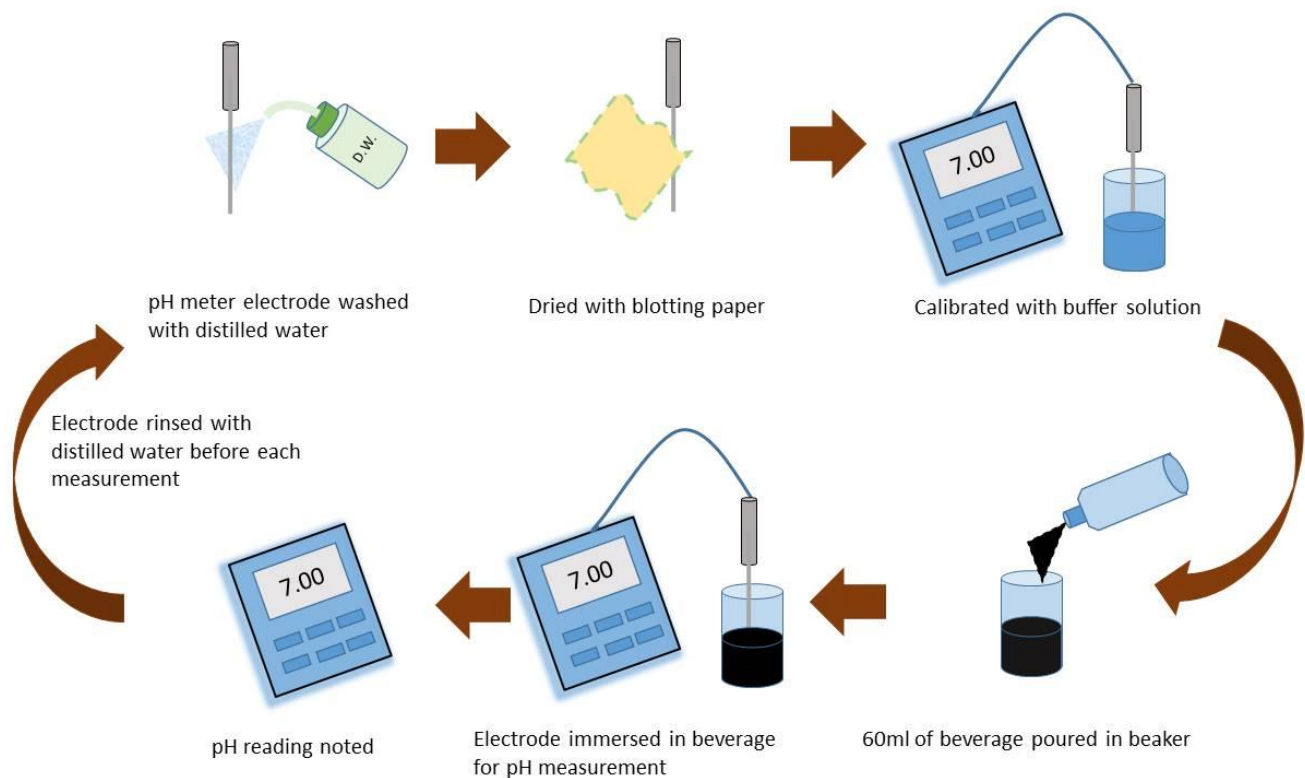 D.W.
7.00
pH meter electrode washed
with distilled water
Dried with blotting paper
Calibrated with buffer solution
Electrode rinsed with
distilled water before each
measurement
7.00
7.00
pH reading noted
Electrode immersed in beverage
for pH measurement
60ml of beverage poured in beaker